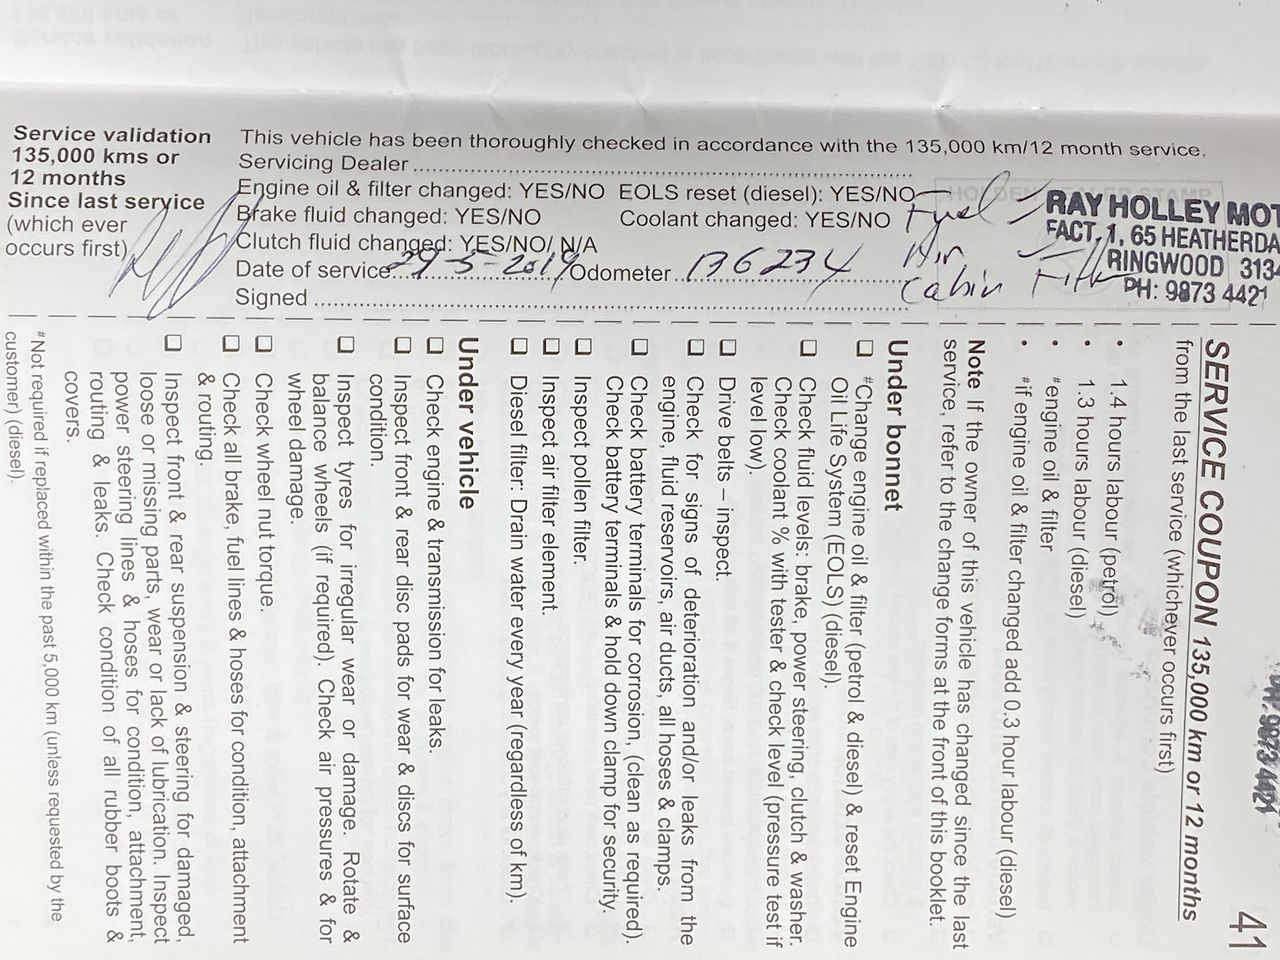 Service validation
135,000 kms or
12 months
Since last service
(which ever
occurs first)
This vehicle has been thoroughly checked in accordance with the 135,000 km/12 month service.
Servicing Dealer
Engine oil & filter changed: YES/NO EOLS reset (diesel): YES/NO
Brake fluid changed: YES/NO Coolant changed: YES/NO
Clutch fluid changed: YES/NO/ N/A
Date of service 29-5-2019 Odometer 136234
Signed
Fuel
Air
Cabin Filter
HOLDEN DEALER STAMP
RAY HOLLEY MOT
FACT. 1, 65 HEATHERDA
RINGWOOD 3134
PH: 9873 4421
41
PH: 9873 4421
SERVICE COUPON 135,000 km or 12 months
from the last service (whichever occurs first)
• 1.4 hours labour (petrol)
• 1.3 hours labour (diesel)
• #engine oil & filter
• #if engine oil & filter changed add 0.3 hour labour (diesel)
Note If the owner of this vehicle has changed since the last
service, refer to the change forms at the front of this booklet.
Under bonnet
❑ #Change engine oil & filter (petrol & diesel) & reset Engine
Oil Life System (EOLS) (diesel).
❑ Check fluid levels: brake, power steering, clutch & washer.
Check coolant % with tester & check level (pressure test if
level low).
❑ Drive belts – inspect.
❑ Check for signs of deterioration and/or leaks from the
engine, fluid reservoirs, air ducts, all hoses & clamps.
❑ Check battery terminals for corrosion, (clean as required).
Check battery terminals & hold down clamp for security.
❑ Inspect pollen filter.
❑ Inspect air filter element.
❑ Diesel filter: Drain water every year (regardless of km).
Under vehicle
❑ Check engine & transmission for leaks.
❑ Inspect front & rear disc pads for wear & discs for surface
condition.
❑ Inspect tyres for irregular wear or damage. Rotate &
balance wheels (if required). Check air pressures & for
wheel damage.
❑ Check wheel nut torque.
❑ Check all brake, fuel lines & hoses for condition, attachment
& routing.
❑ Inspect front & rear suspension & steering for damaged,
loose or missing parts, wear or lack of lubrication. Inspect
power steering lines & hoses for condition, attachment,
routing & leaks. Check condition of all rubber boots &
covers.
#Not required if replaced within the past 5,000 km (unless requested by the
customer) (diesel).